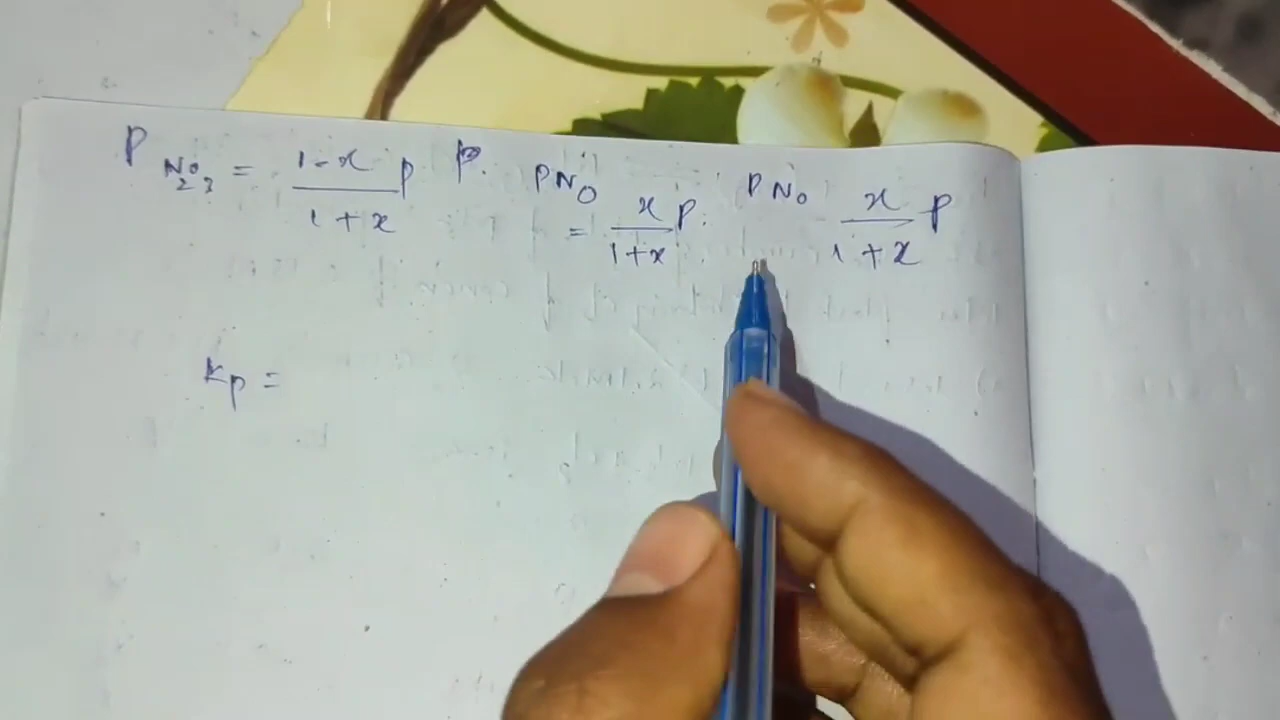 P N₂O₃ = 1-x / 1+x P P. PNO = x / 1+x P. PNO x / 1+x P
Kp =